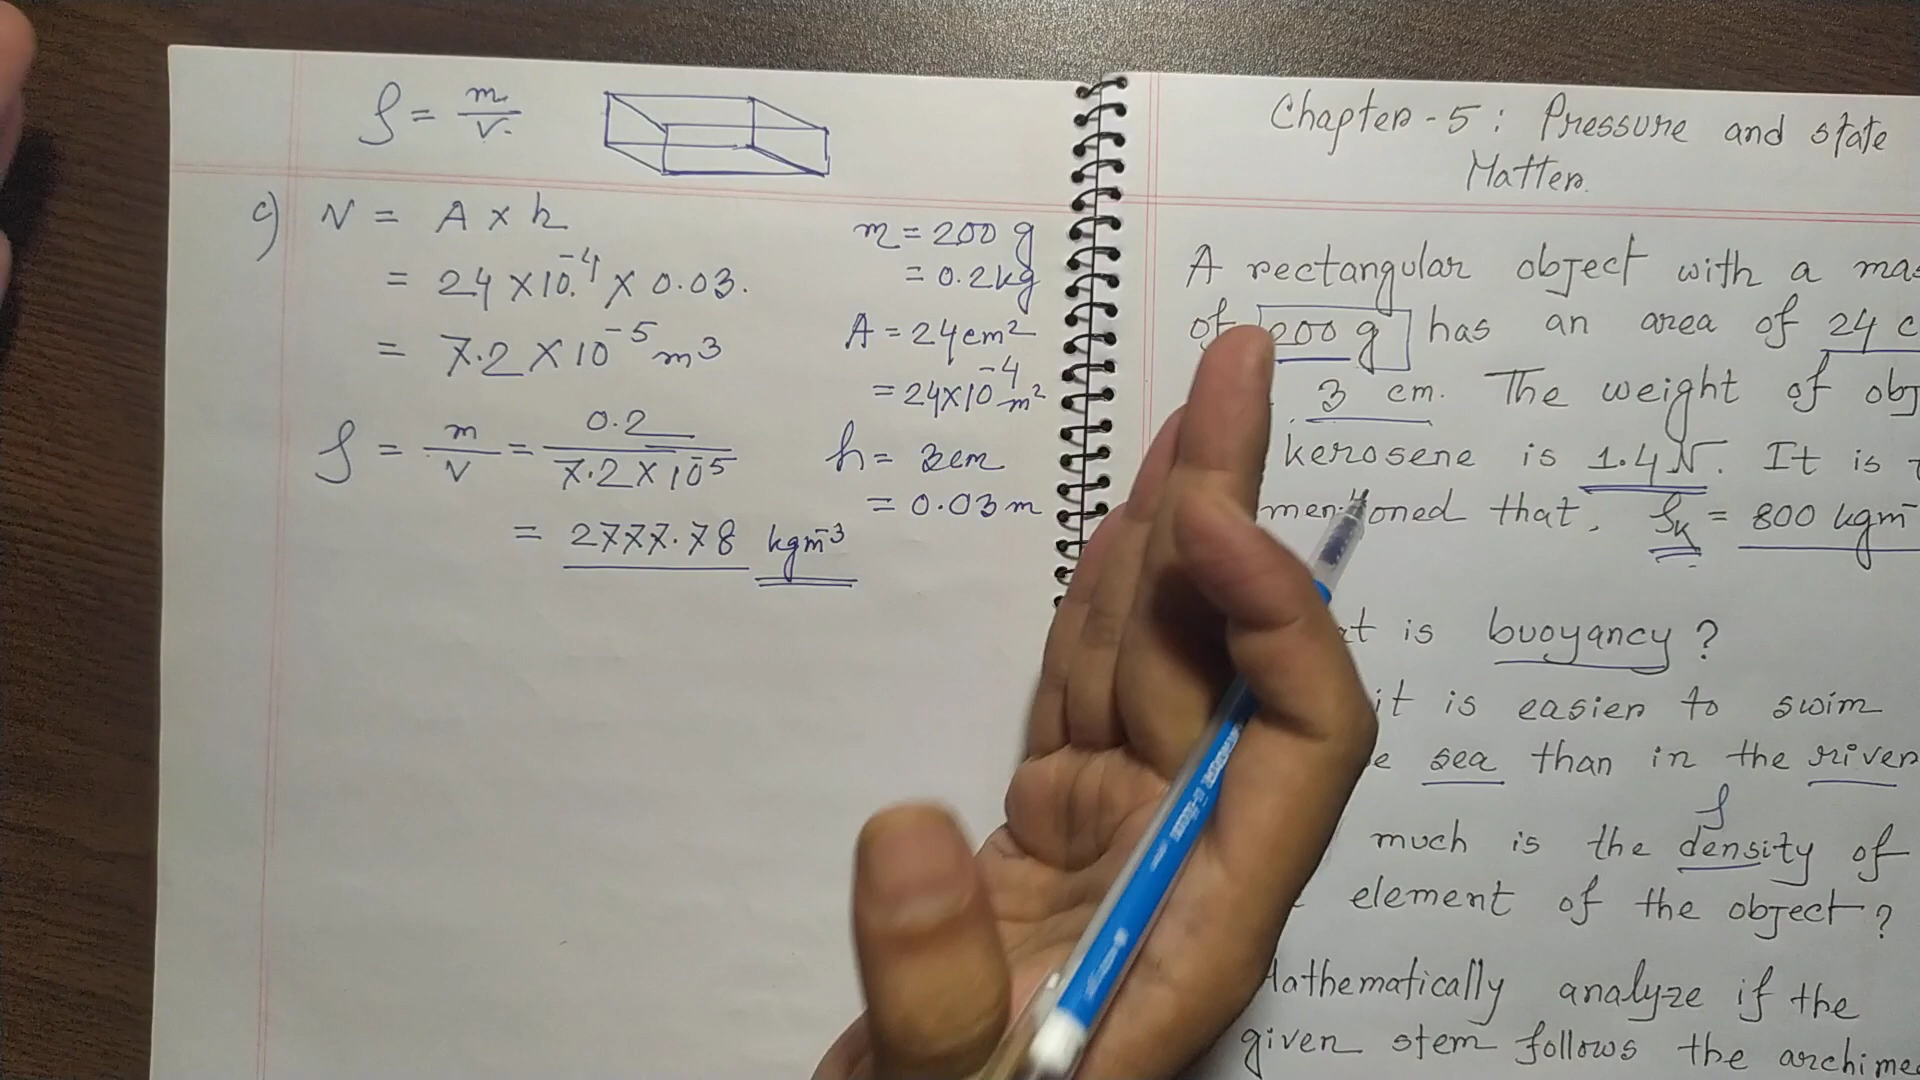 ρ = m/v.
c) V = A × h
= 24 × 10⁻⁴ × 0.03.
= 7.2 × 10⁻⁵ m³
ρ = m/v = 0.2/7.2 × 10⁻⁵
= 2777.78 kgm⁻³
m = 200 g
= 0.2 kg
A = 24 cm²
= 24×10⁻⁴ m²
h = 3cm
= 0.03 m
Chapter - 5 : Pressure and state
Matter.
A rectangular object with a
of 200 g has an area of 24
3 cm. The weight of
kerosene is 1.4 N. It is
that, ρk = 800 kgm⁻
is buoyancy ?
it is easier to swim
sea than in the river
ρ
much is the density of
element of the object ?
Mathematically analyze if the
given stem follows the